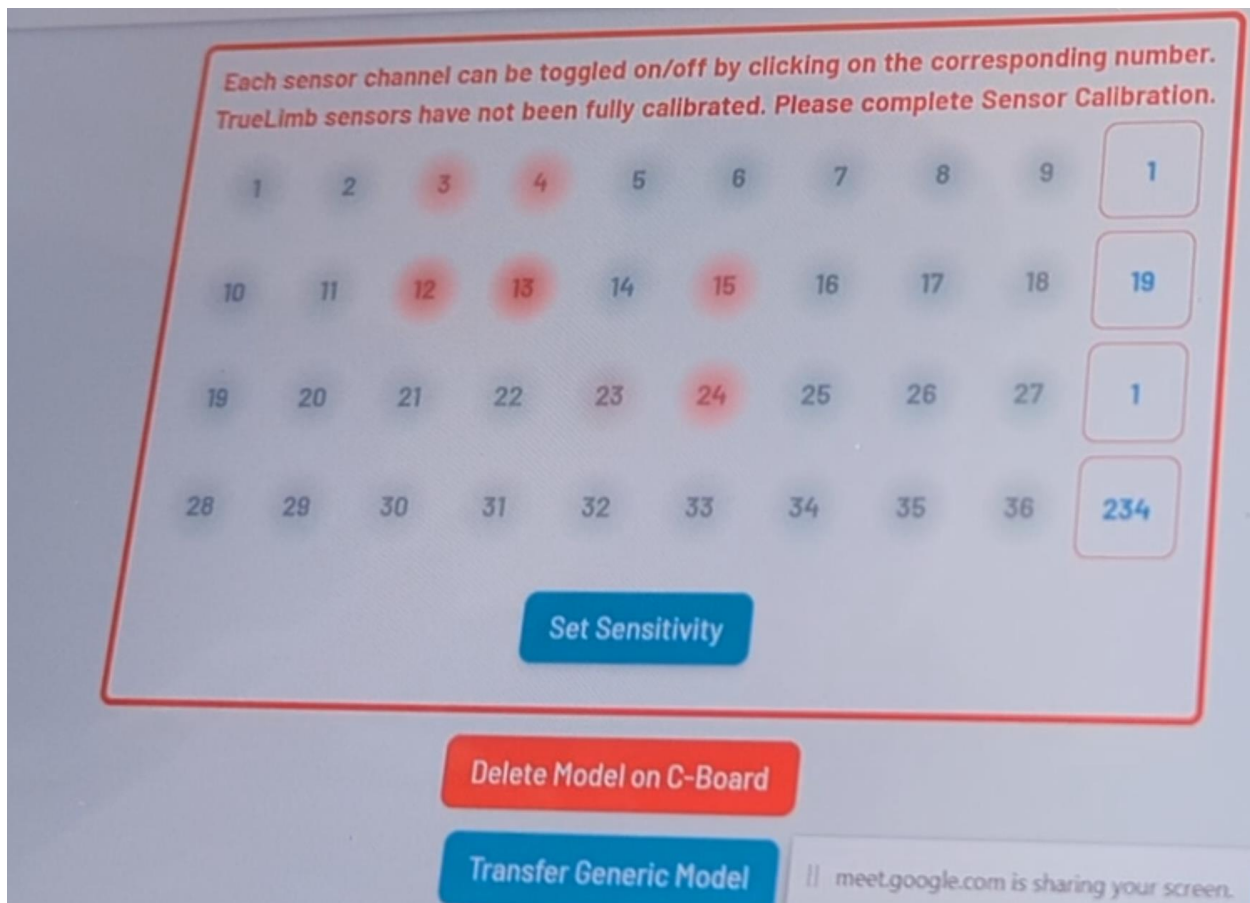 Each sensor channel can be toggled on/off by clicking on the corresponding number.
TrueLimb sensors have not been fully calibrated. Please complete Sensor Calibration.
1 2 3 4 5 6 7 8 9 1
10 11 12 13 14 15 16 17 18 19
19 20 21 22 23 24 25 26 27 1
28 29 30 31 32 33 34 35 36 234
Set Sensitivity
Delete Model on C-Board
Transfer Generic Model
|| meet.google.com is sharing your screen.